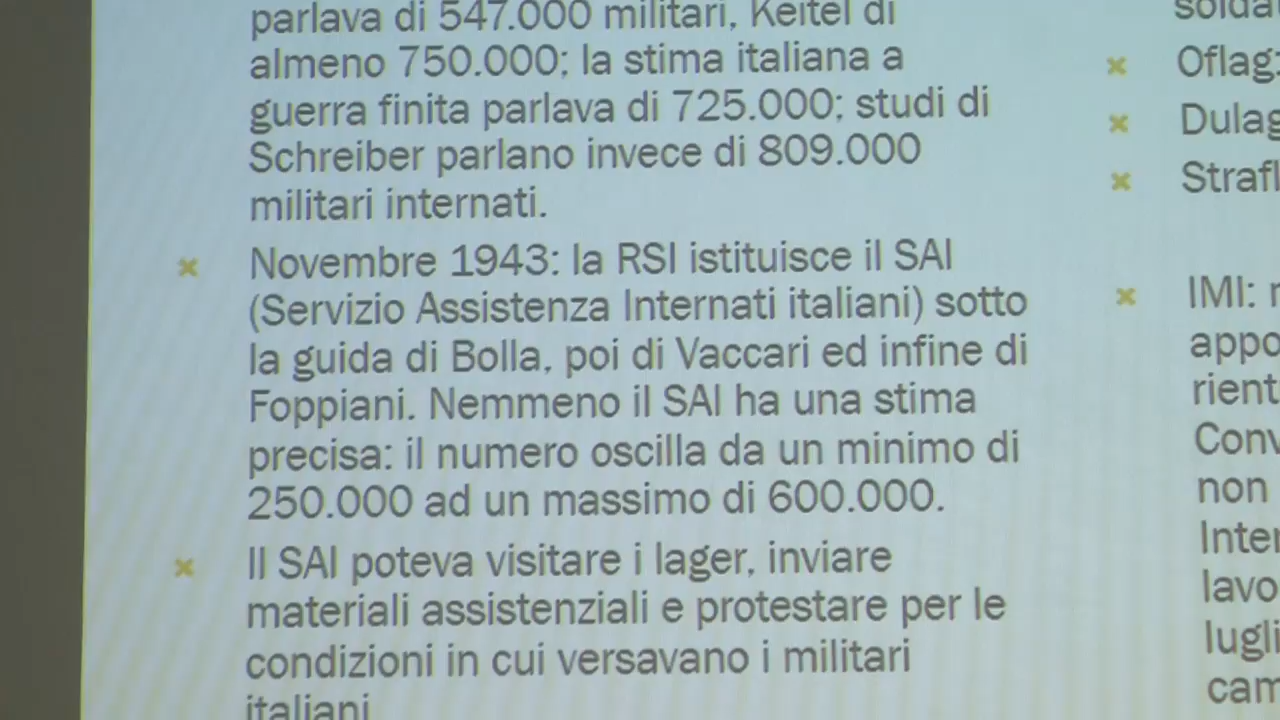 parlava di 547.000 militari, Keitel di
almeno 750.000; la stima italiana a
guerra finita parlava di 725.000; studi di
Schreiber parlano invece di 809.000
militari internati.
Novembre 1943: la RSI istituisce il SAI
(Servizio Assistenza Internati italiani) sotto
la guida di Bolla, poi di Vaccari ed infine di
Foppiani. Nemmeno il SAI ha una stima
precisa: il numero oscilla da un minimo di
250.000 ad un massimo di 600.000.
Il SAI poteva visitare i lager, inviare
materiali assistenziali e protestare per le
condizioni in cui versavano i militari
italiani
Oflag
IMI:
non